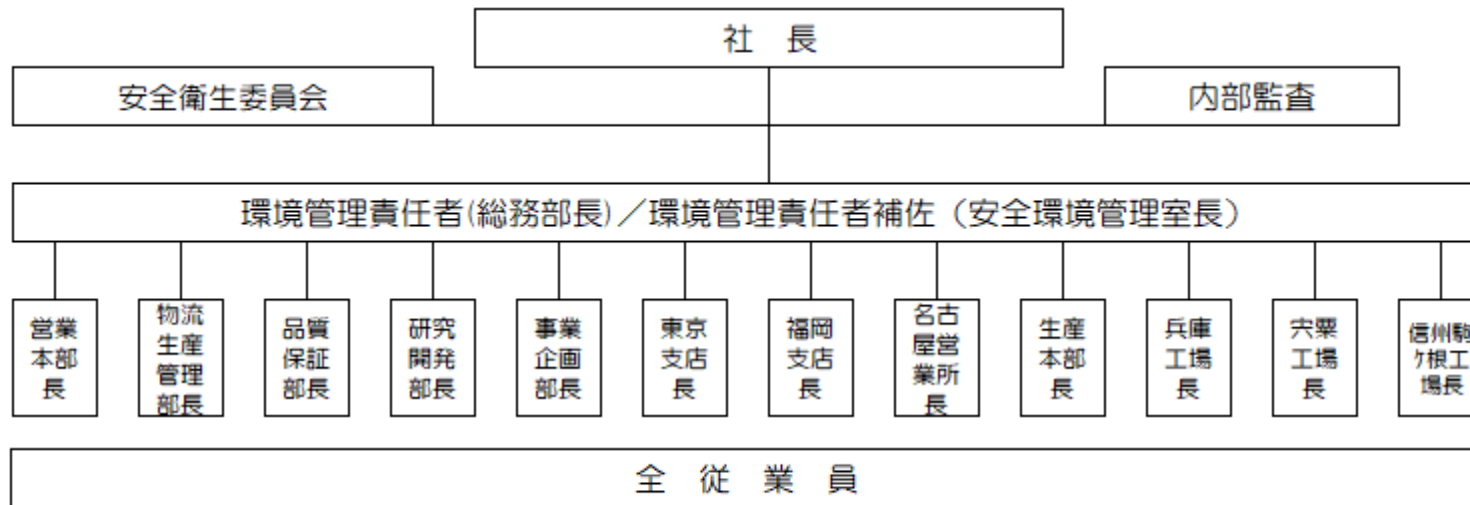 社　長
安全衛生委員会
内部監査
環境管理責任者(総務部長)／環境管理責任者補佐（安全環境管理室長）
営業
本部
長
物流
生産
管理
部長
品質
保証
部長
研究
開発
部長
事業
企画
部長
東京
支店
長
福岡
支店
長
名古
屋営
業所
長
生産
本部
長
兵庫
工場
長
宍粟
工場
長
信州駒
ケ根工
場長
全　従　業　員